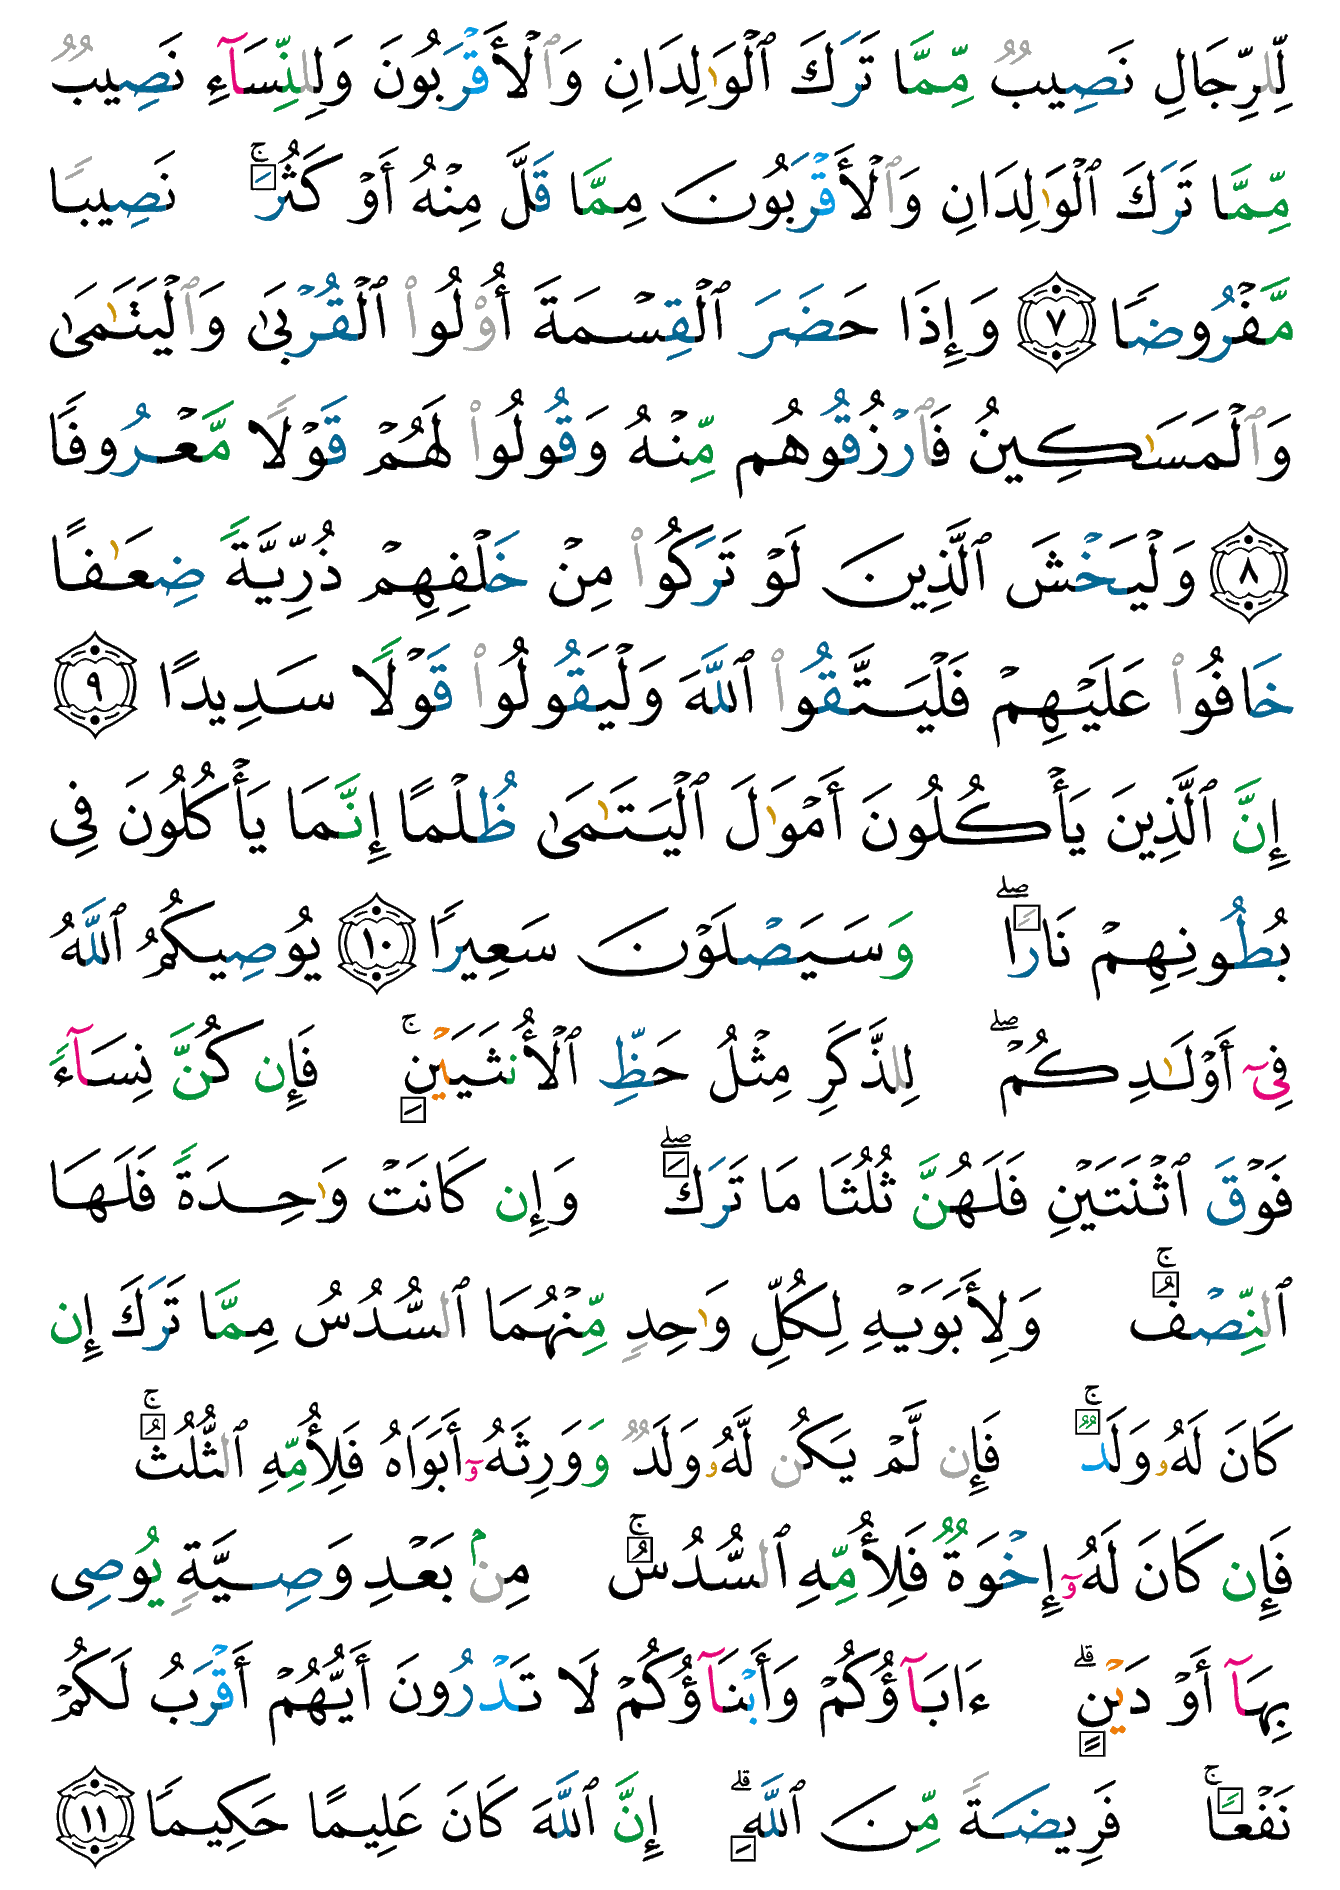 لِّلرِّجَالِ نَصِيبٌ مِّمَّا تَرَكَ ٱلْوَٰلِدَانِ وَٱلْأَقْرَبُونَ وَلِلنِّسَآءِ نَصِيبٌ
مِّمَّا تَرَكَ ٱلْوَٰلِدَانِ وَٱلْأَقْرَبُونَ مِمَّا قَلَّ مِنْهُ أَوْ كَثُرَ ۚ نَصِيبًا
مَّفْرُوضًا ٧ وَإِذَا حَضَرَ ٱلْقِسْمَةَ أُو۟لُوا۟ ٱلْقُرْبَىٰ وَٱلْيَتَـٰمَىٰ
وَٱلْمَسَـٰكِينُ فَٱرْزُقُوهُم مِّنْهُ وَقُولُوا۟ لَهُمْ قَوْلًا مَّعْرُوفًا
٨ وَلْيَخْشَ ٱلَّذِينَ لَوْ تَرَكُوا۟ مِنْ خَلْفِهِمْ ذُرِّيَّةً ضِعَـٰفًا
خَافُوا۟ عَلَيْهِمْ فَلْيَتَّقُوا۟ ٱللَّهَ وَلْيَقُولُوا۟ قَوْلًا سَدِيدًا ٩
إِنَّ ٱلَّذِينَ يَأْكُلُونَ أَمْوَٰلَ ٱلْيَتَـٰمَىٰ ظُلْمًا إِنَّمَا يَأْكُلُونَ فِى
بُطُونِهِمْ نَارًا ۖ وَسَيَصْلَوْنَ سَعِيرًا ١٠ يُوصِيكُمُ ٱللَّهُ
فِىٓ أَوْلَـٰدِكُمْ ۖ لِلذَّكَرِ مِثْلُ حَظِّ ٱلْأُنثَيَيْنِ ۚ فَإِن كُنَّ نِسَآءً
فَوْقَ ٱثْنَتَيْنِ فَلَهُنَّ ثُلُثَا مَا تَرَكَ ۖ وَإِن كَانَتْ وَٰحِدَةً فَلَهَا
ٱلنِّصْفُ ۚ وَلِأَبَوَيْهِ لِكُلِّ وَٰحِدٍ مِّنْهُمَا ٱلسُّدُسُ مِمَّا تَرَكَ إِن
كَانَ لَهُۥ وَلَدٌ ۚ فَإِن لَّمْ يَكُن لَّهُۥ وَلَدٌ وَوَرِثَهُۥٓ أَبَوَاهُ فَلِأُمِّهِ ٱلثُّلُثُ ۚ
فَإِن كَانَ لَهُۥٓ إِخْوَةٌ فَلِأُمِّهِ ٱلسُّدُسُ ۚ مِنۢ بَعْدِ وَصِيَّةٍ يُوصِى
بِهَآ أَوْ دَيْنٍ ۗ ءَابَآؤُكُمْ وَأَبْنَآؤُكُمْ لَا تَدْرُونَ أَيُّهُمْ أَقْرَبُ لَكُمْ
نَفْعًا ۚ فَرِيضَةً مِّنَ ٱللَّهِ ۗ إِنَّ ٱللَّهَ كَانَ عَلِيمًا حَكِيمًا ١١